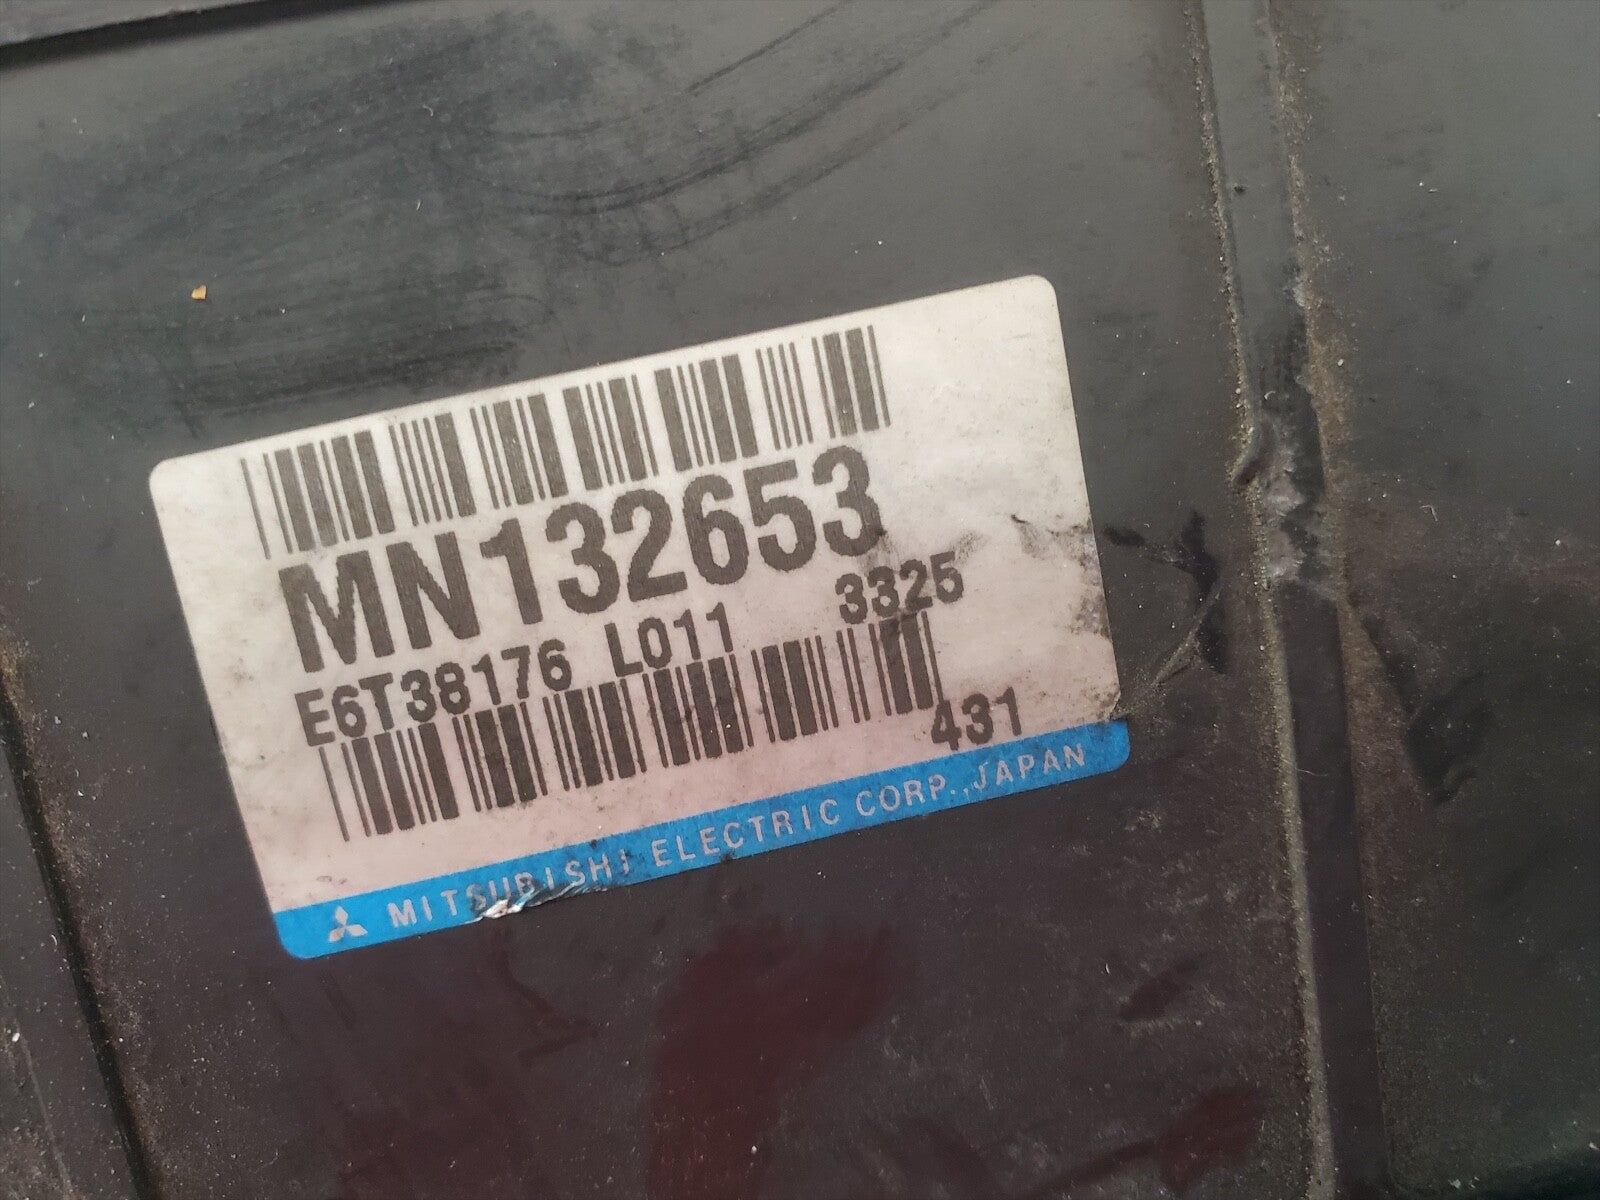 MN132653
E6T38176 L011 3325
431
MITSUBISHI ELECTRIC CORP., JAPAN